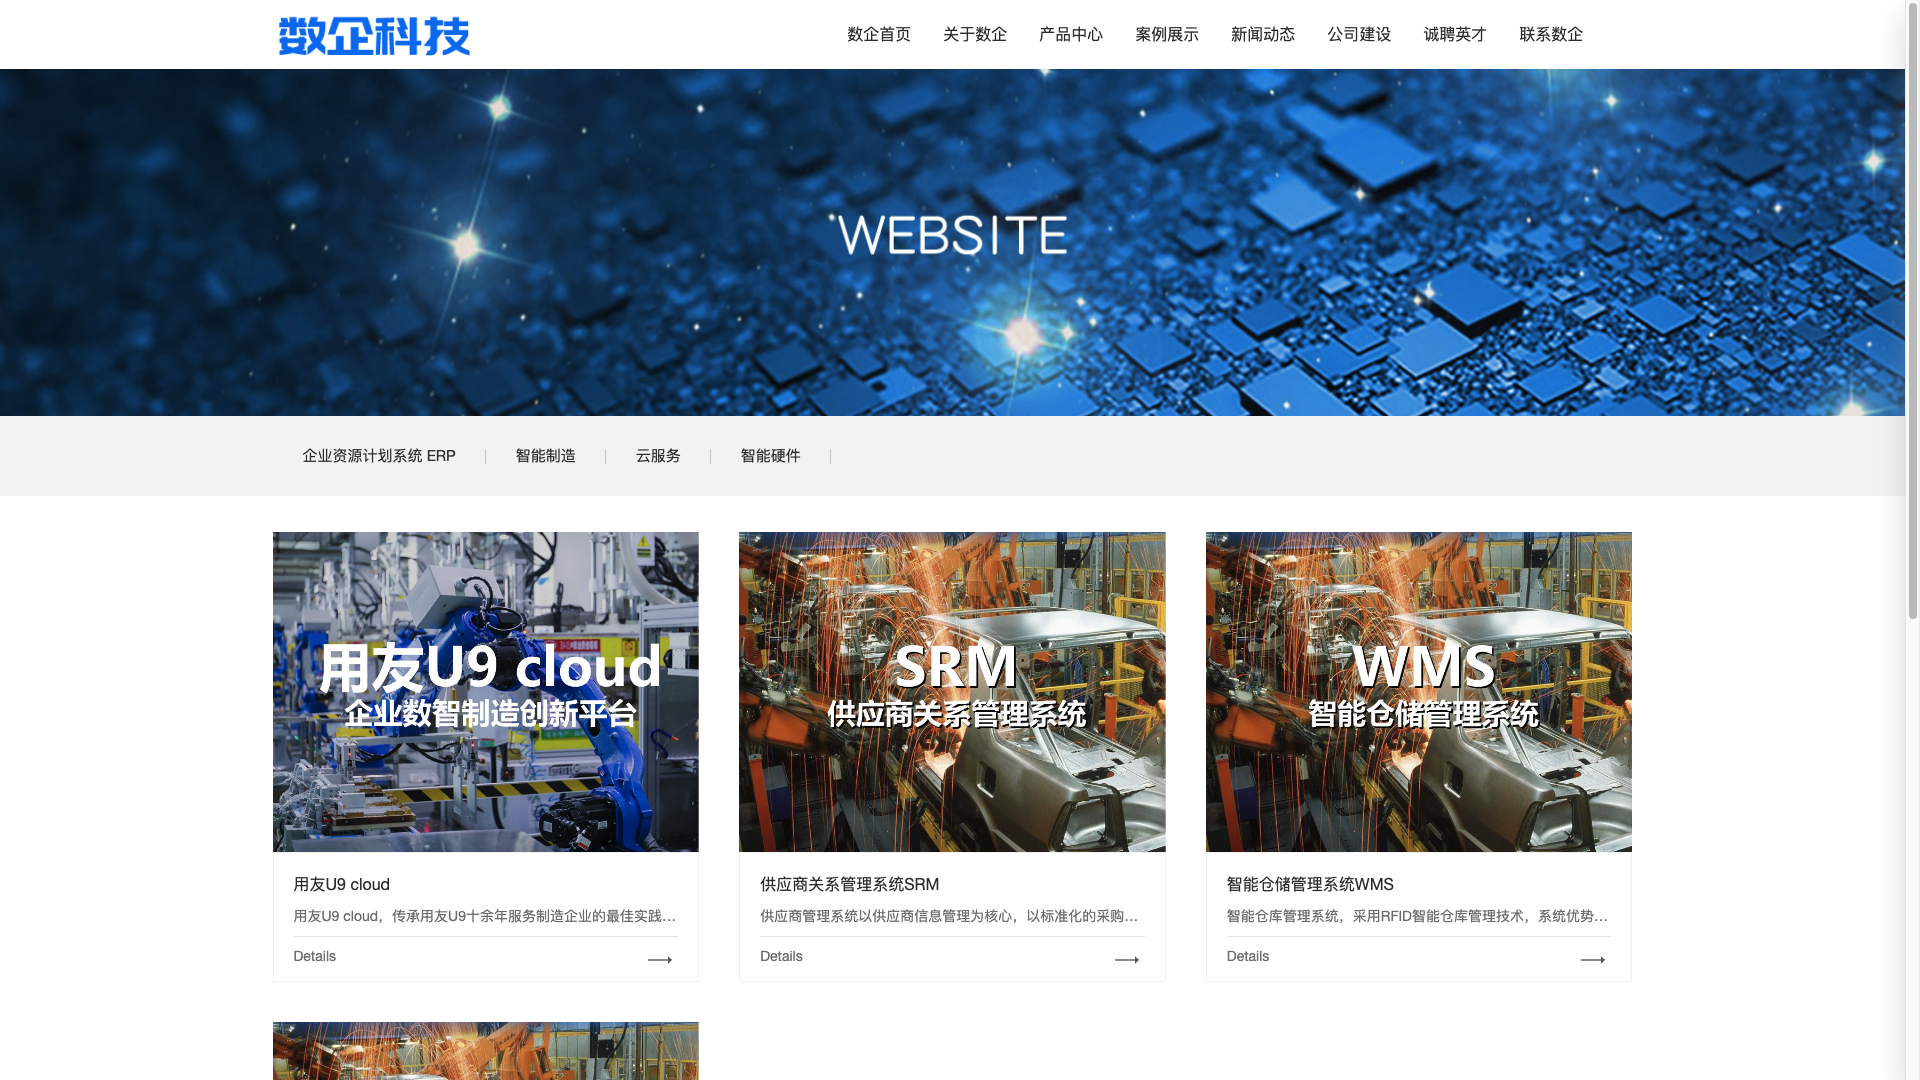 数企科技
数企首页 关于数企 产品中心 案例展示 新闻动态 公司建设 诚聘英才 联系数企
WEBSITE
企业资源计划系统 ERP 智能制造 云服务 智能硬件
用友U9 cloud
企业数智制造创新平台
SRM
供应商关系管理系统
WMS
智能仓储管理系统
用友U9 cloud
用友U9 cloud，传承用友U9十余年服务制造企业的最佳实践...
Details
供应商关系管理系统SRM
供应商管理系统以供应商信息管理为核心，以标准化的采购...
Details
智能仓储管理系统WMS
智能仓库管理系统，采用RFID智能仓库管理技术，系统优势...
Details